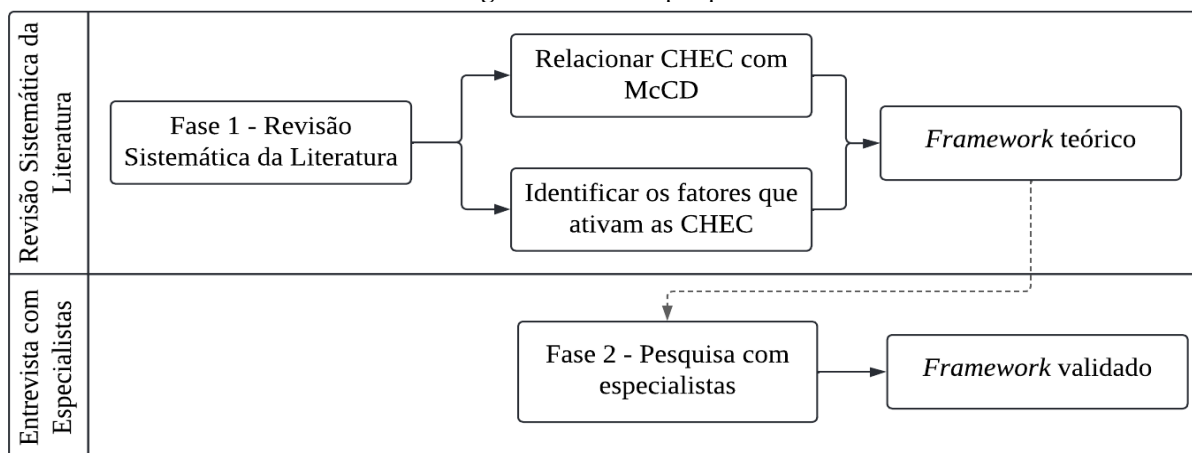 Revisão Sistemática da
Literatura
Fase 1 - Revisão
Sistemática da Literatura
Relacionar CHEC com
McCD
Identificar os fatores que
ativam as CHEC
Framework teórico
Entrevista com
Especialistas
Fase 2 - Pesquisa com
especialistas
Framework validado